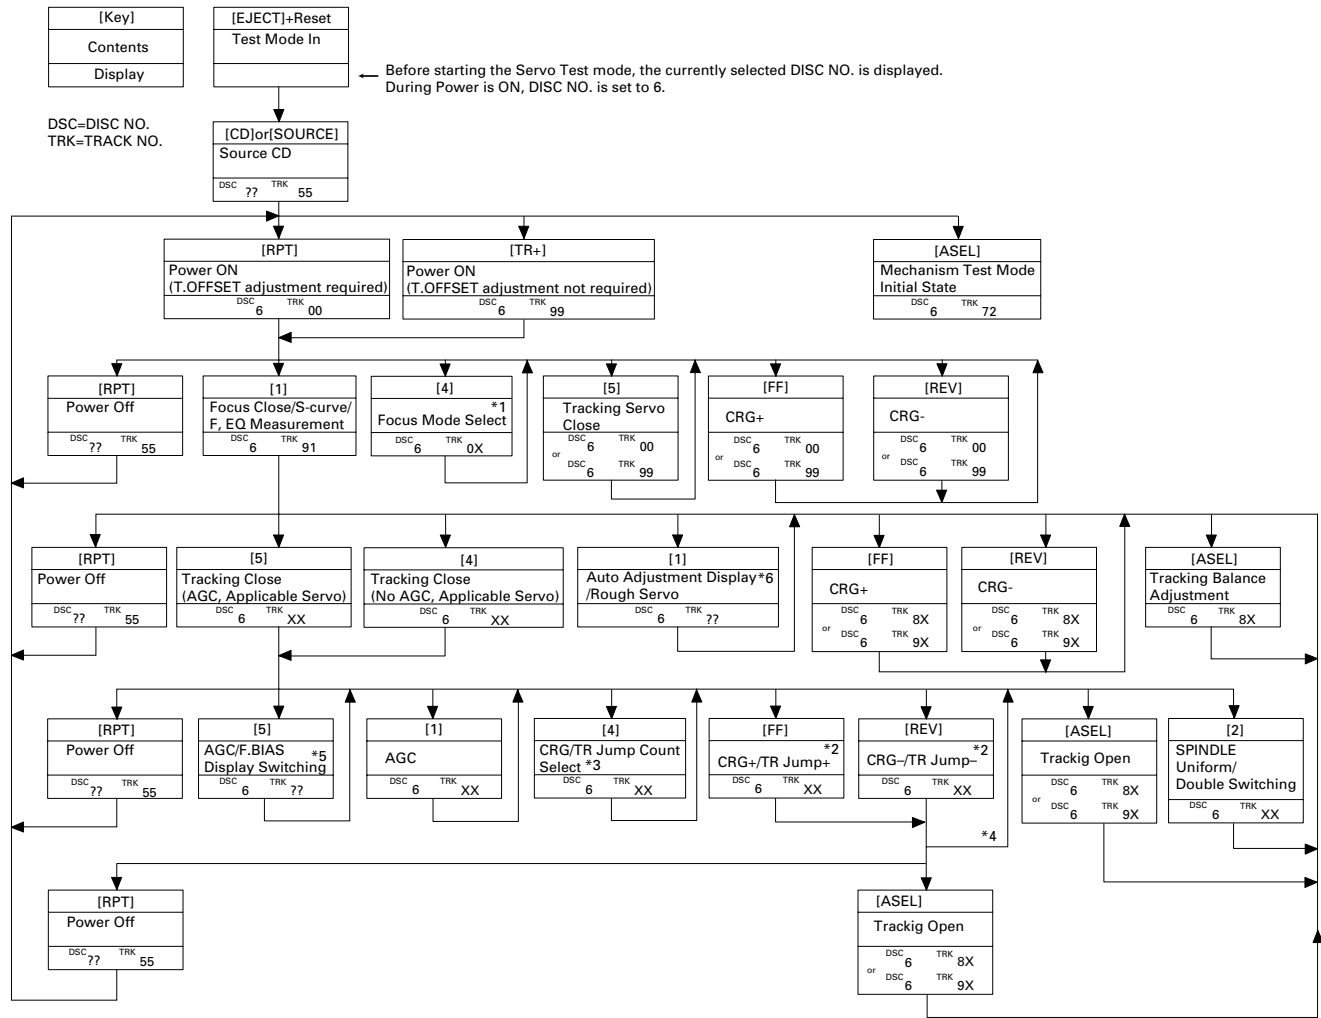 [Key]
Contents
Display
[EJECT]+Reset
Test Mode In
Before starting the Servo Test mode, the currently selected DISC NO. is displayed.
During Power is ON, DISC NO. is set to 6.
DSC=DISC NO.
TRK=TRACK NO.
[CD]or[SOURCE]
Source CD
DSC ?? TRK 55
[RPT]
Power ON
(T.OFFSET adjustment required)
DSC 6 TRK 00
[TR+]
Power ON
(T.OFFSET adjustment not required)
DSC 6 TRK 99
[ASEL]
Mechanism Test Mode
Initial State
DSC 6 TRK 72
[RPT]
Power Off
DSC ?? TRK 55
[1]
Focus Close/S-curve/
F, EQ Measurement
DSC 6 TRK 91
[4]
*1
Focus Mode Select
DSC 6 TRK 0X
[5]
Tracking Servo
Close
DSC 6 TRK 00
or
DSC 6 TRK 99
[FF]
CRG+
DSC 6 TRK 00
or
DSC 6 TRK 99
[REV]
CRG-
DSC 6 TRK 00
or
DSC 6 TRK 99
[RPT]
Power Off
DSC ?? TRK 55
[5]
Tracking Close
(AGC, Applicable Servo)
DSC 6 TRK XX
[4]
Tracking Close
(No AGC, Applicable Servo)
DSC 6 TRK XX
[1]
Auto Adjustment Display*6
/Rough Servo
DSC 6 TRK ??
[FF]
CRG+
DSC 6 TRK 8X
or
DSC 6 TRK 9X
[REV]
CRG-
DSC 6 TRK 8X
or
DSC 6 TRK 9X
[ASEL]
Tracking Balance
Adjustment
DSC 6 TRK 8X
[RPT]
Power Off
DSC ?? TRK 55
[5]
AGC/F.BIAS
Display Switching *5
DSC 6 TRK ??
[1]
AGC
DSC 6 TRK XX
[4]
CRG/TR Jump Count
Select *3
DSC 6 TRK XX
[FF]
*2
CRG+/TR Jump+
DSC 6 TRK XX
[REV]
*2
CRG–/TR Jump–
DSC 6 TRK XX
[ASEL]
Trackig Open
DSC 6 TRK 8X
or
DSC 6 TRK 9X
[2]
SPINDLE
Uniform/
Double Switching
DSC 6 TRK XX
*4
[RPT]
Power Off
DSC ?? TRK 55
[ASEL]
Trackig Open
DSC 6 TRK 8X
or
DSC 6 TRK 9X